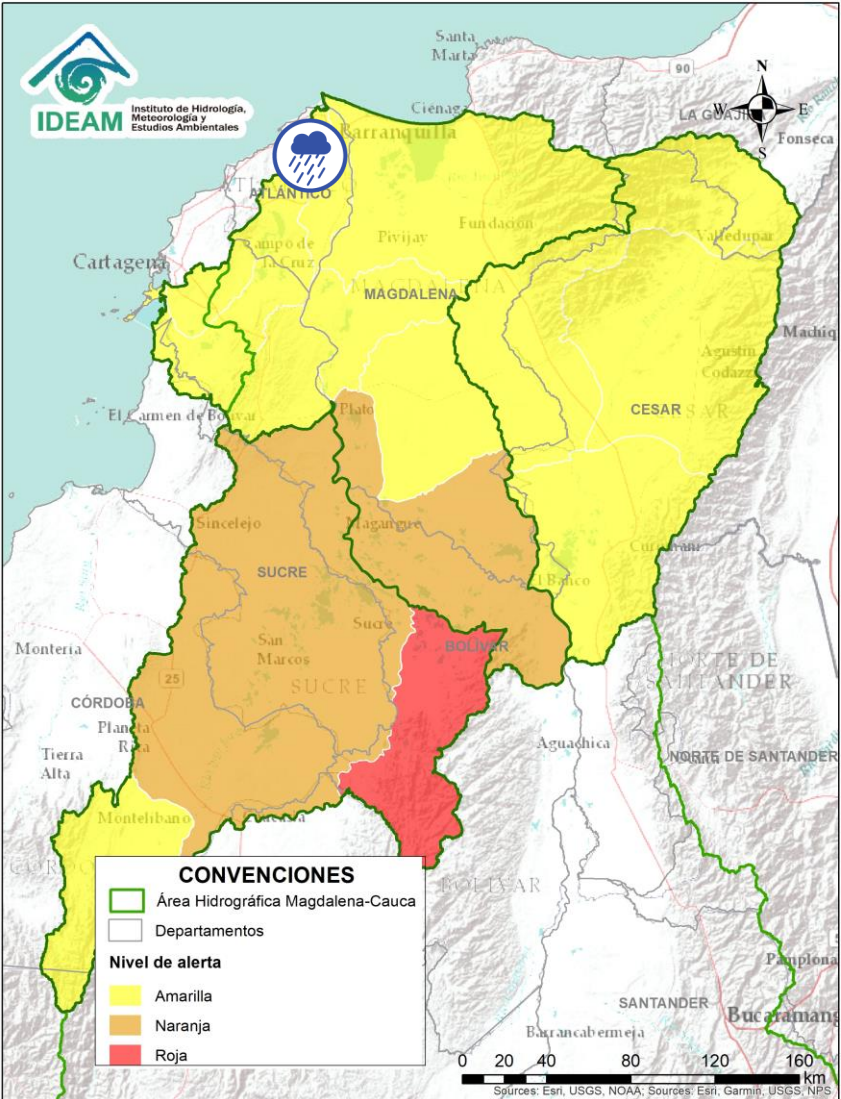 IDEAM
Instituto de Hidrología,
Meteorología y
Estudios Ambientales
Santa
Marta
90
N
W
E
S
LA GUAJI
Fonseca
Ciénaga
Barranquilla
ATLÁNTICO
Pivijay
Fundación
Valledupar
Campo de
la Cruz
Cartagena
MAGDALENA
MAGDALENA
Machiq
Agustín
Codazzi
CESAR
El Carmen de Bolívar
Plato
Sincelejo
Magangué
SUCRE
El Banco
Sucre
BOLÍVAR
Montería
San
Marcos
SUCRE
25
CÓRDOBA
Planeta
Rica
Tierra
Alta
NORTE DE
SANTANDER
Aguachica
NORTE DE SANTANDER
Montelíbano
BOLÍVAR
CONVENCIONES
Área Hidrográfica Magdalena-Cauca
Departamentos
Nivel de alerta
Amarilla
Naranja
Roja
Pamplona
SANTANDER
Bucaramang
Barrancabermeja
0 20 40 80 120 160
km
Sources: Esri, USGS, NOAA; Sources: Esri, Garmin, USGS, NPS